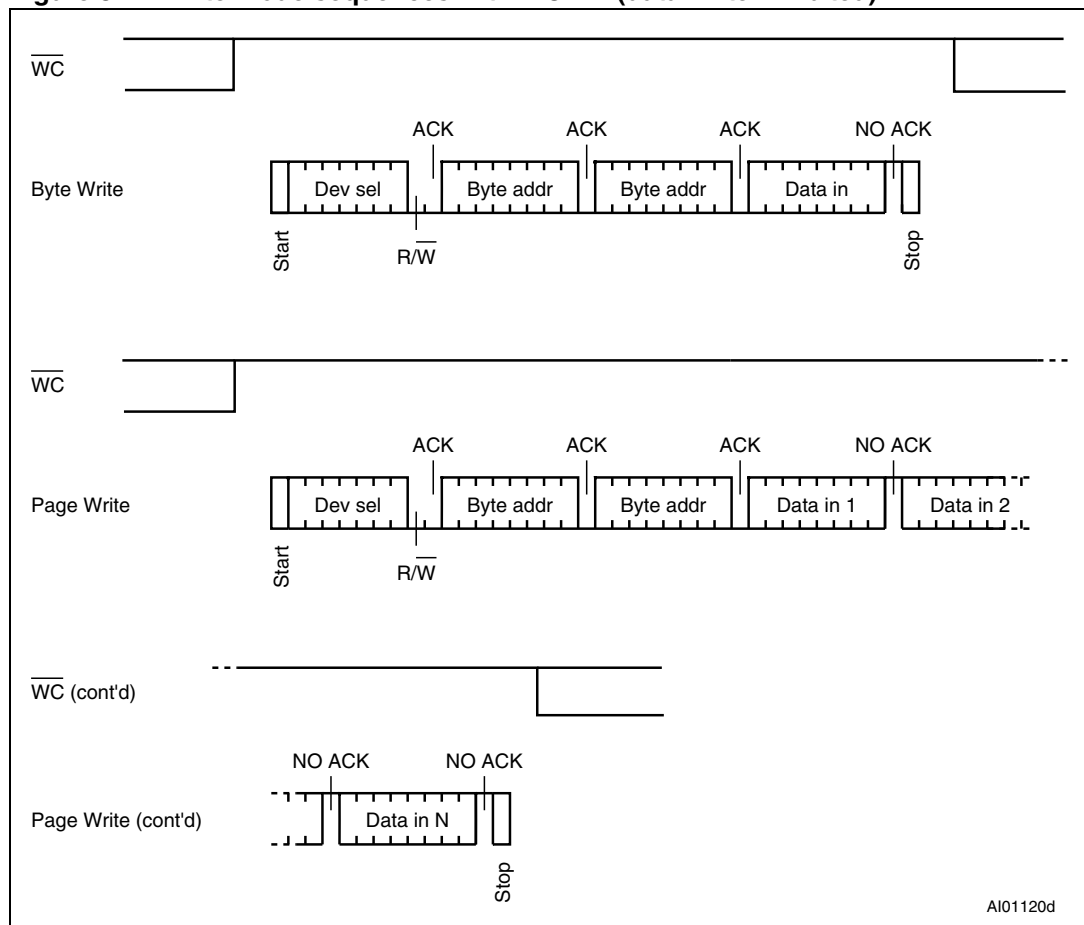 WC
ACK ACK ACK NO ACK
Byte Write Dev sel Byte addr Byte addr Data in
Start R/W Stop
WC
ACK ACK ACK NO ACK
Page Write Dev sel Byte addr Byte addr Data in 1 Data in 2
Start R/W
WC (cont'd)
NO ACK NO ACK
Page Write (cont'd) Data in N
Stop
AI01120d